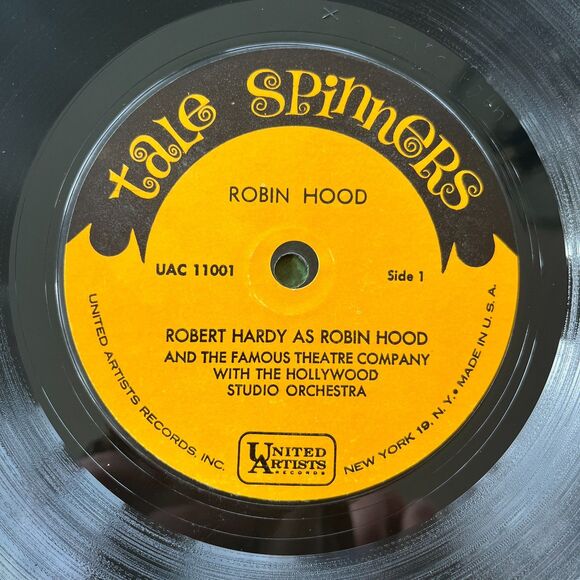 tale spinners
ROBIN HOOD
UAC 11001
Side 1
ROBERT HARDY AS ROBIN HOOD
AND THE FAMOUS THEATRE COMPANY
WITH THE HOLLYWOOD
STUDIO ORCHESTRA
UNITED ARTISTS RECORDS, INC.
UNITED
ARTISTS
RECORDS
NEW YORK 19, N.Y. • MADE IN U.S.A.